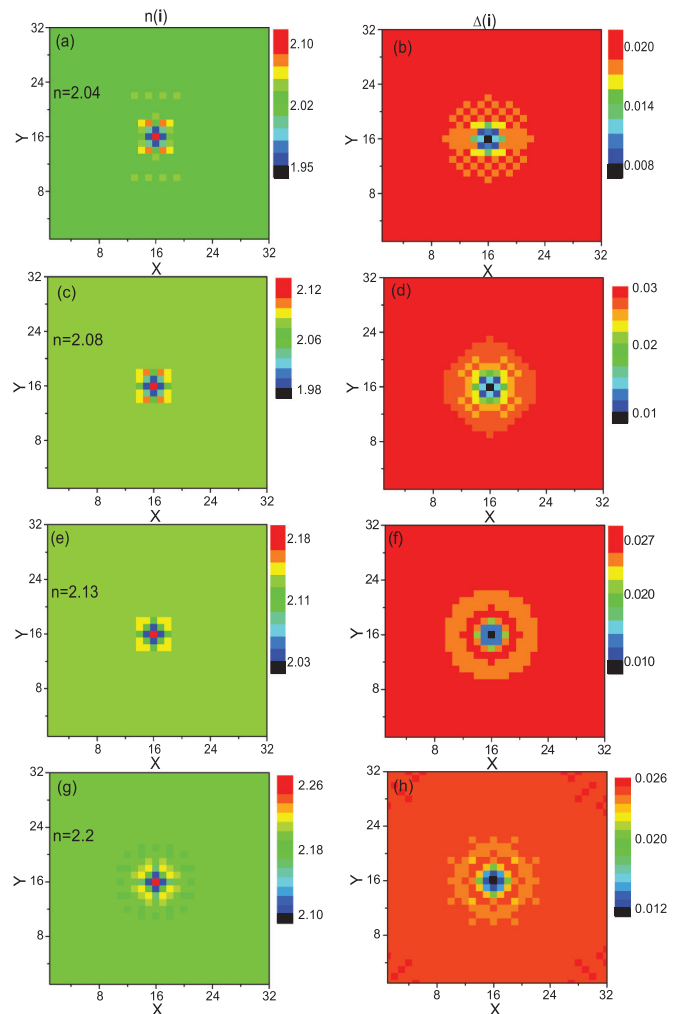 n(i) Δ(i)
(a) n=2.04 2.10 2.02 1.95
(b) 0.020 0.014 0.008
Y 32 24 16 8
X 8 16 24 32
Y 32 24 16 8
X 8 16 24 32
(c) n=2.08 2.12 2.06 1.98
(d) 0.03 0.02 0.01
Y 32 24 16 8
X 8 16 24 32
Y 32 24 16 8
X 8 16 24 32
(e) n=2.13 2.18 2.11 2.03
(f) 0.027 0.020 0.010
Y 32 24 16 8
X 8 16 24 32
Y 32 24 16 8
X 8 16 24 32
(g) n=2.2 2.26 2.18 2.10
(h) 0.026 0.020 0.012
Y 32 24 16 8
X 8 16 24 32
Y 32 24 16 8
X 8 16 24 32